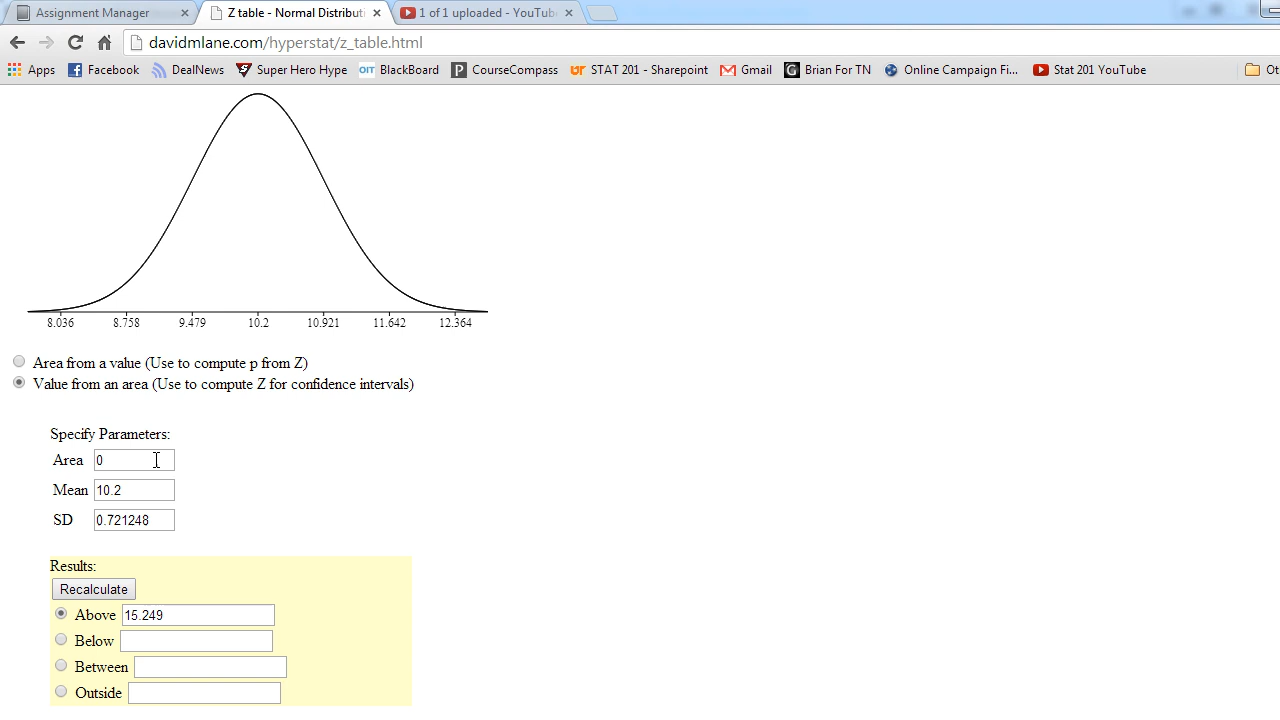 Assignment Manager
Z table - Normal Distributi
1 of 1 uploaded - YouTub
davidmlane.com/hyperstat/z_table.html
Apps Facebook DealNews Super Hero Hype OIT BlackBoard P CourseCompass UT STAT 201 - Sharepoint Gmail G Brian For TN Online Campaign Fi... Stat 201 YouTube Ot
8.036 8.758 9.479 10.2 10.921 11.642 12.364
Area from a value (Use to compute p from Z)
Value from an area (Use to compute Z for confidence intervals)
Specify Parameters:
Area 0
Mean 10.2
SD 0.721248
Results:
Recalculate
Above 15.249
Below
Between
Outside